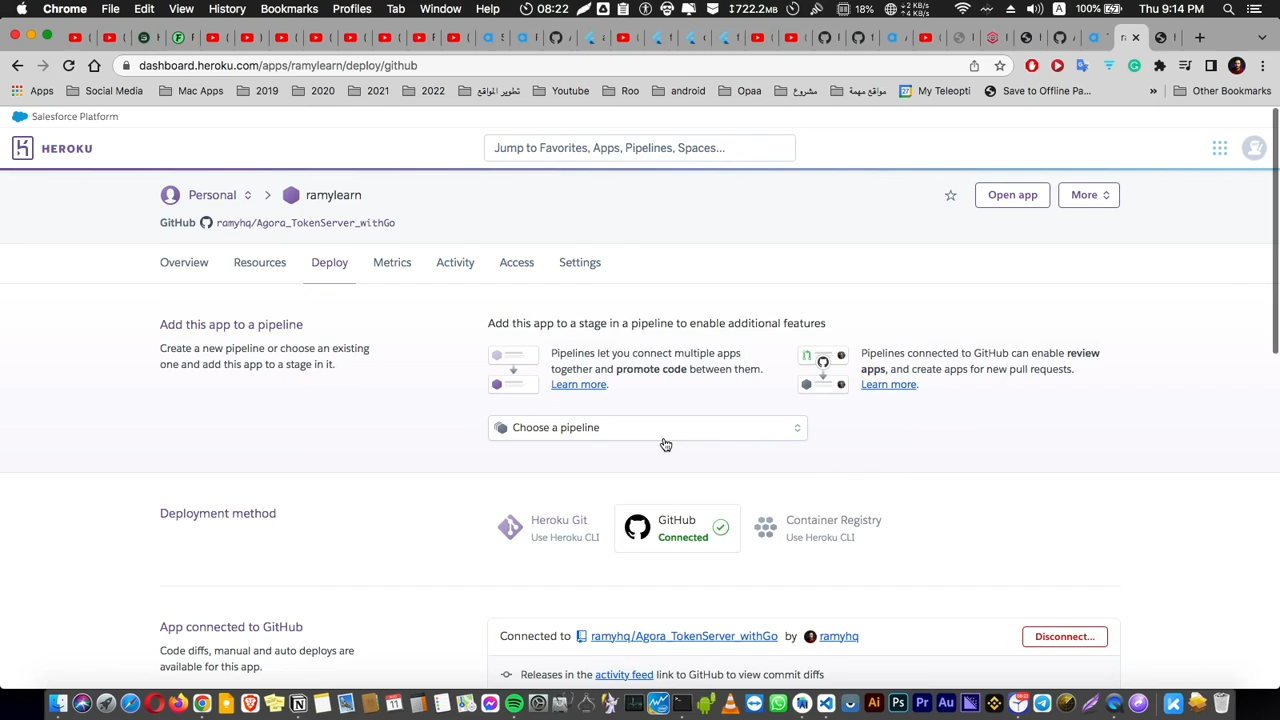 Chrome File Edit View History Bookmarks Profiles Tab Window Help 08:22 1722.2MB 18% 2 KB/s 4 KB/s A 100% Thu 9:14 PM
dashboard.heroku.com/apps/ramylearn/deploy/github
Apps Social Media Mac Apps 2019 2020 2021 2022 تطوير المواقع Youtube Roo android Opaa مشروع مواقع مهمة My Teleopti Save to Offline Pa... » Other Bookmarks
Salesforce Platform
HEROKU
Jump to Favorites, Apps, Pipelines, Spaces...
Personal > ramylearn
Open app
More
GitHub ramyhq/Agora_TokenServer_withGo
Overview Resources Deploy Metrics Activity Access Settings
Add this app to a pipeline
Create a new pipeline or choose an existing
one and add this app to a stage in it.
Add this app to a stage in a pipeline to enable additional features
Pipelines let you connect multiple apps
together and promote code between them.
Learn more.
Pipelines connected to GitHub can enable review
apps, and create apps for new pull requests.
Learn more.
Choose a pipeline
Deployment method
Heroku Git
Use Heroku CLI
GitHub
Connected
Container Registry
Use Heroku CLI
App connected to GitHub
Code diffs, manual and auto deploys are
available for this app.
Connected to ramyhq/Agora_TokenServer_withGo by ramyhq
Disconnect...
Releases in the activity feed link to GitHub to view commit diffs